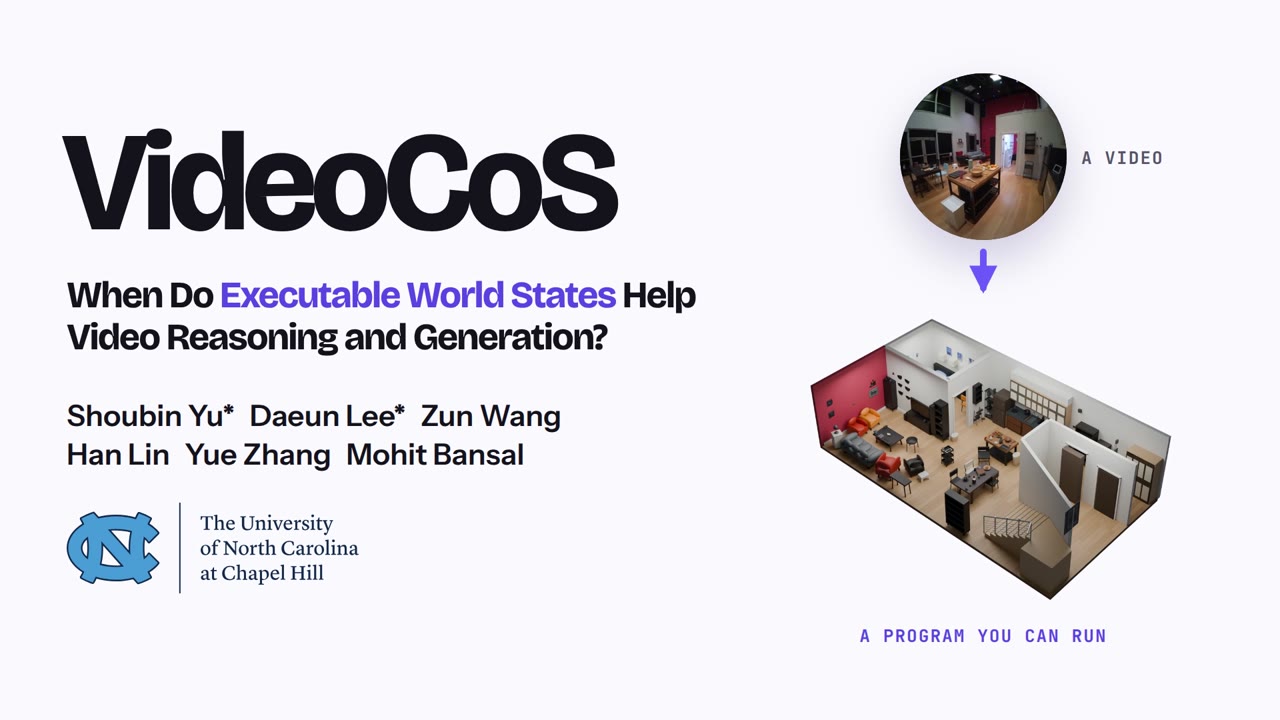 VideoCoS
When Do Executable World States Help
Video Reasoning and Generation?
Shoubin Yu* Daeun Lee* Zun Wang
Han Lin Yue Zhang Mohit Bansal
NC
The University
of North Carolina
at Chapel Hill
A VIDEO
A PROGRAM YOU CAN RUN